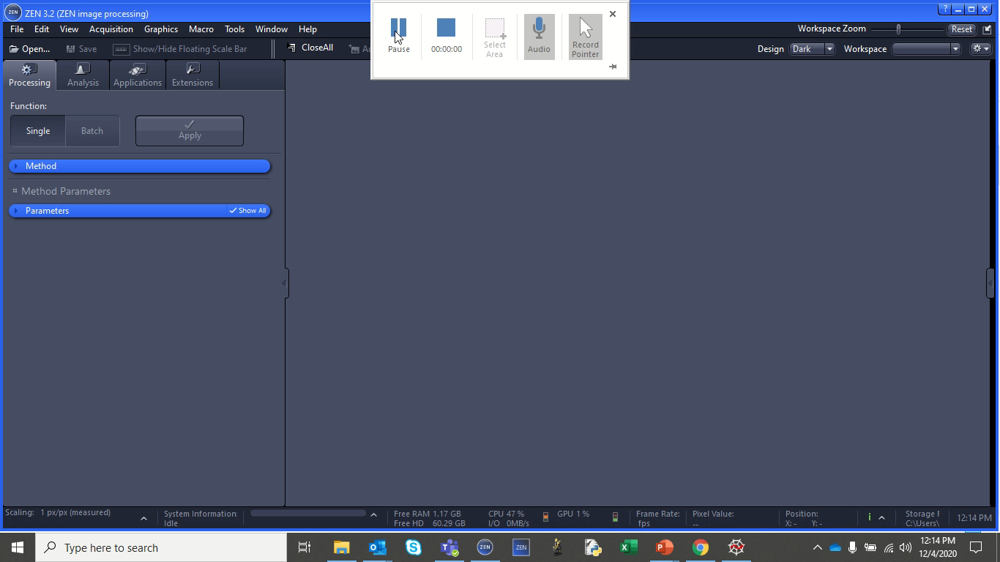 ZEN
ZEN 3.2 (ZEN image processing)
File Edit View Acquisition Graphics Macro Tools Window Help
Workspace Zoom Reset
Open... Save Show/Hide Floating Scale Bar CloseAll
Design Dark Workspace
Pause
00:00:00
Select
Area
Audio
Record
Pointer
Processing Analysis Applications Extensions
Function:
Single Batch Apply
Method
Method Parameters
Parameters Show All
Scaling: 1 px/px (measured)
System Information:
Idle
Free RAM 1.17 GB
Free HD 60.29 GB
CPU 47 %
I/O 0MB/s
GPU 1 %
Frame Rate:
fps
Pixel Value:
--
Position:
X: - Y: -
i
Storage F
C:\Users\
12:14 PM
Type here to search
ZEN
ZEN
12:14 PM
12/4/2020